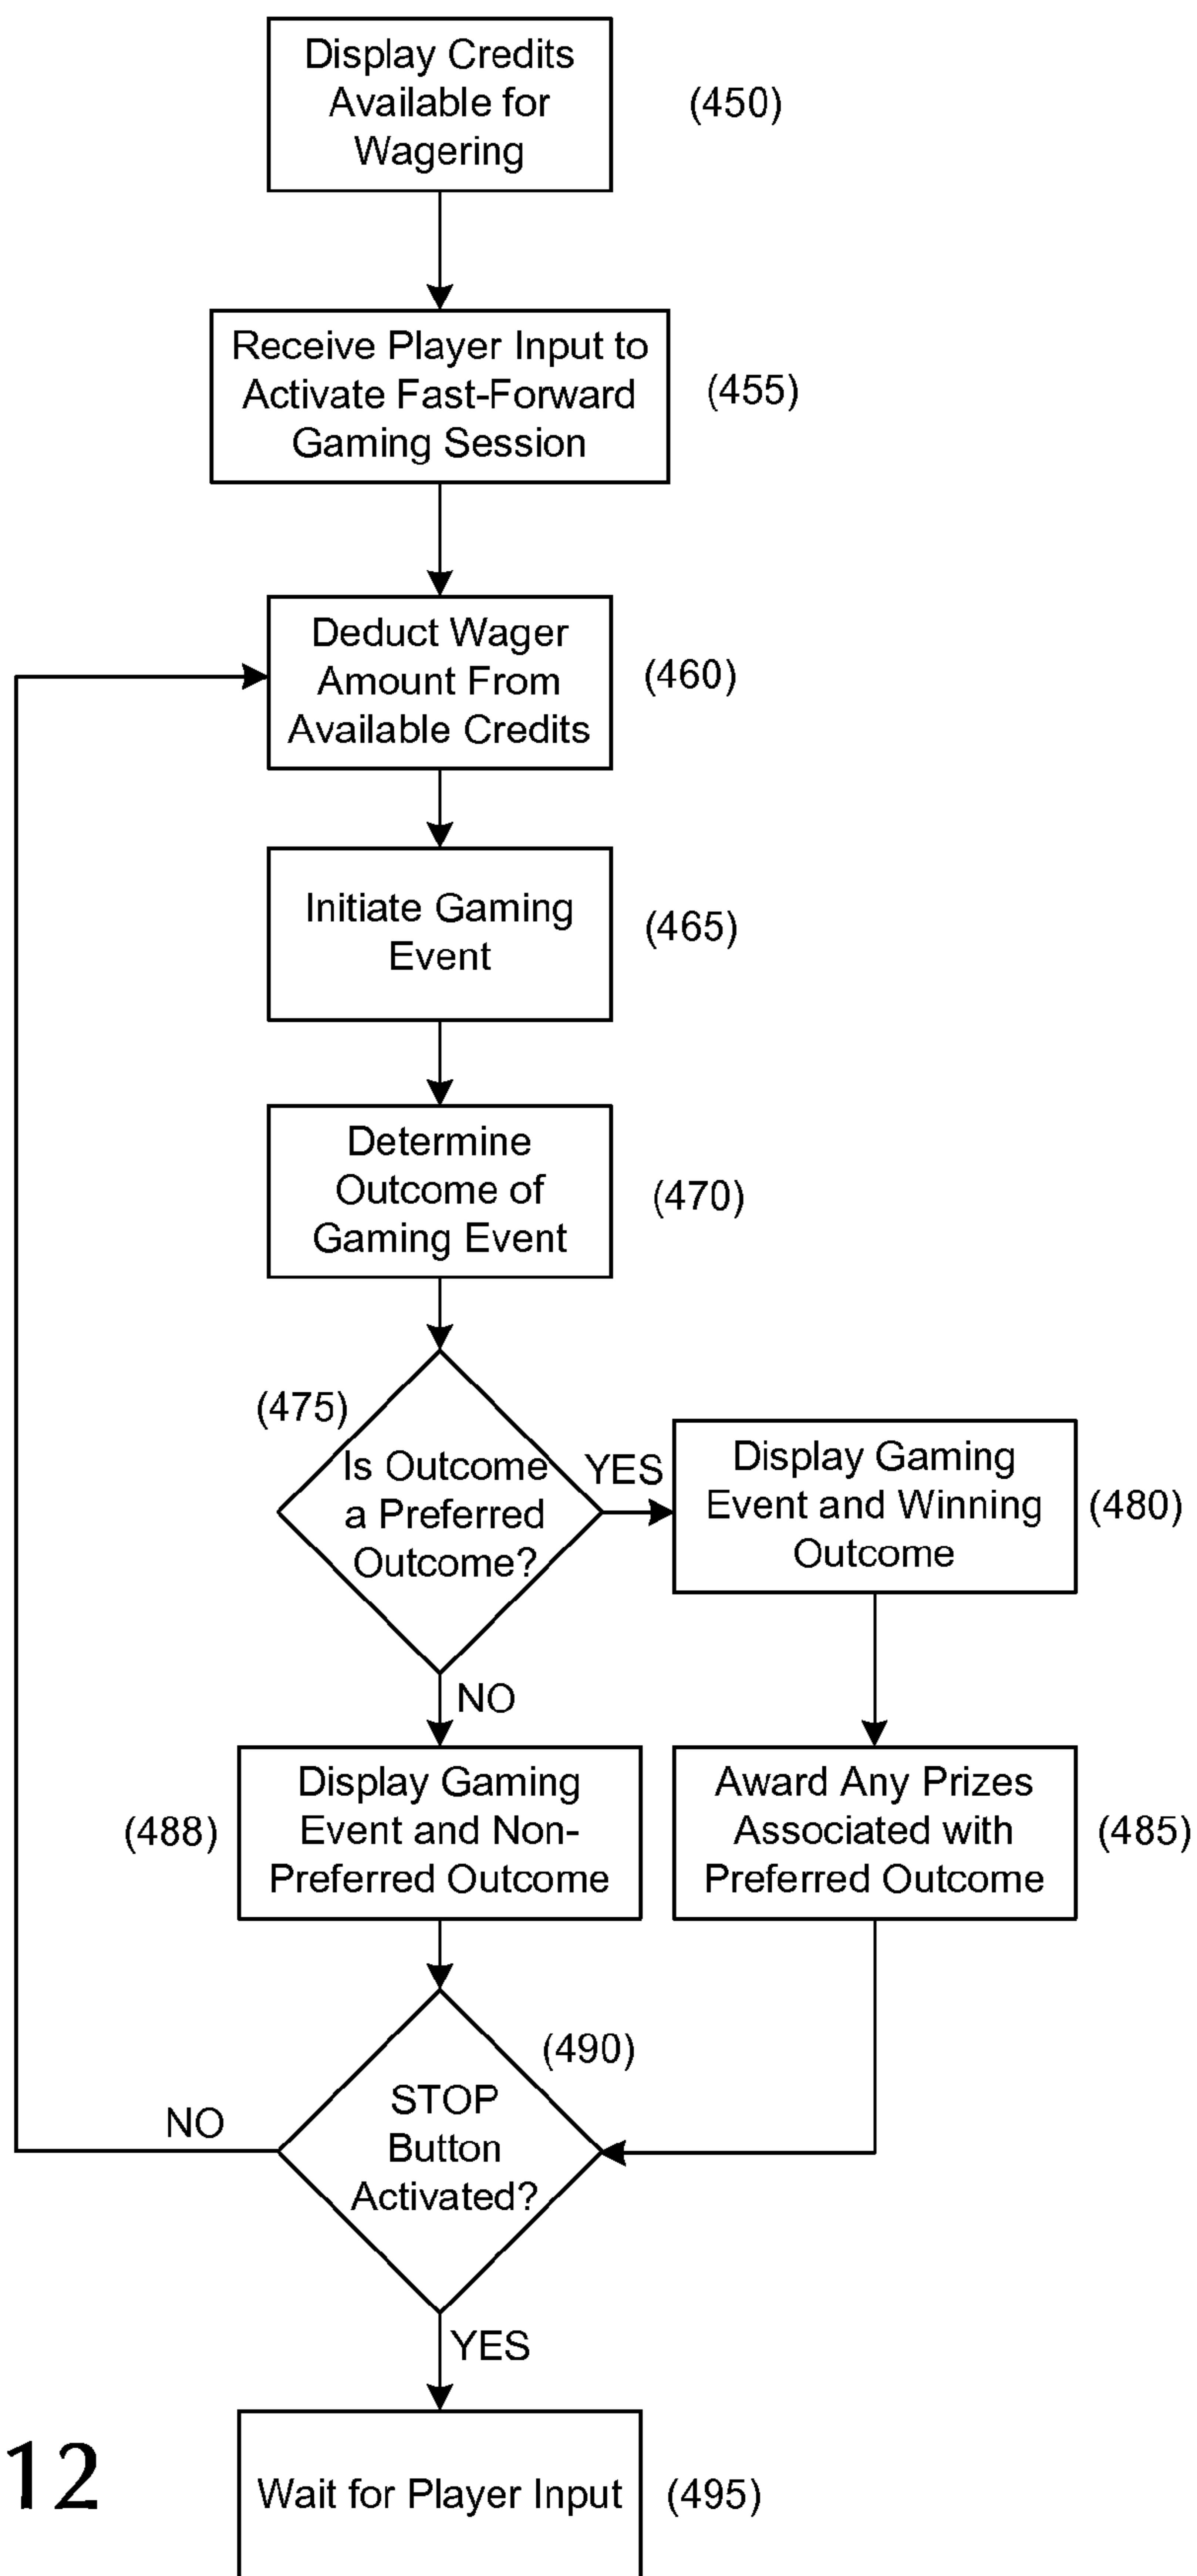 Display Credits
Available for
Wagering
(450)
Receive Player Input to
Activate Fast-Forward
Gaming Session
(455)
Deduct Wager
Amount From
Available Credits
(460)
Initiate Gaming
Event
(465)
Determine
Outcome of
Gaming Event
(470)
(475)
Is Outcome
a Preferred
Outcome?
YES
Display Gaming
Event and Winning
Outcome
(480)
NO
(488)
Display Gaming
Event and Non-
Preferred Outcome
Award Any Prizes
Associated with
Preferred Outcome
(485)
(490)
STOP
Button
Activated?
NO
YES
12
Wait for Player Input
(495)